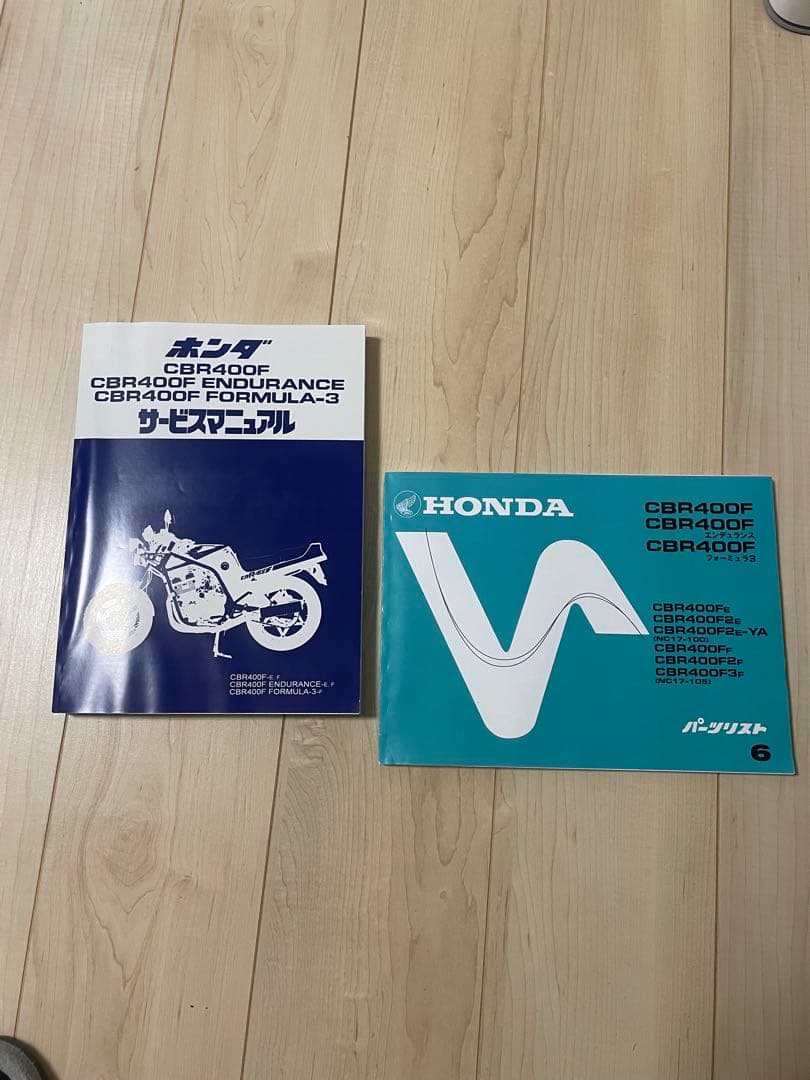 ホンダ
CBR400F
CBR400F ENDURANCE
CBR400F FORMULA-3
サービスマニュアル
CBR400F
CBR400F-E, F
CBR400F ENDURANCE-E, F
CBR400F FORMULA-3-F
HONDA
CBR400F
CBR400F
エンデュランス
CBR400F
フォーミュラ3
CBR400FE
CBR400F2E
CBR400F2E-YA
(NC17-100)
CBR400FF
CBR400F2F
CBR400F3F
(NC17-105)
パーツリスト
6